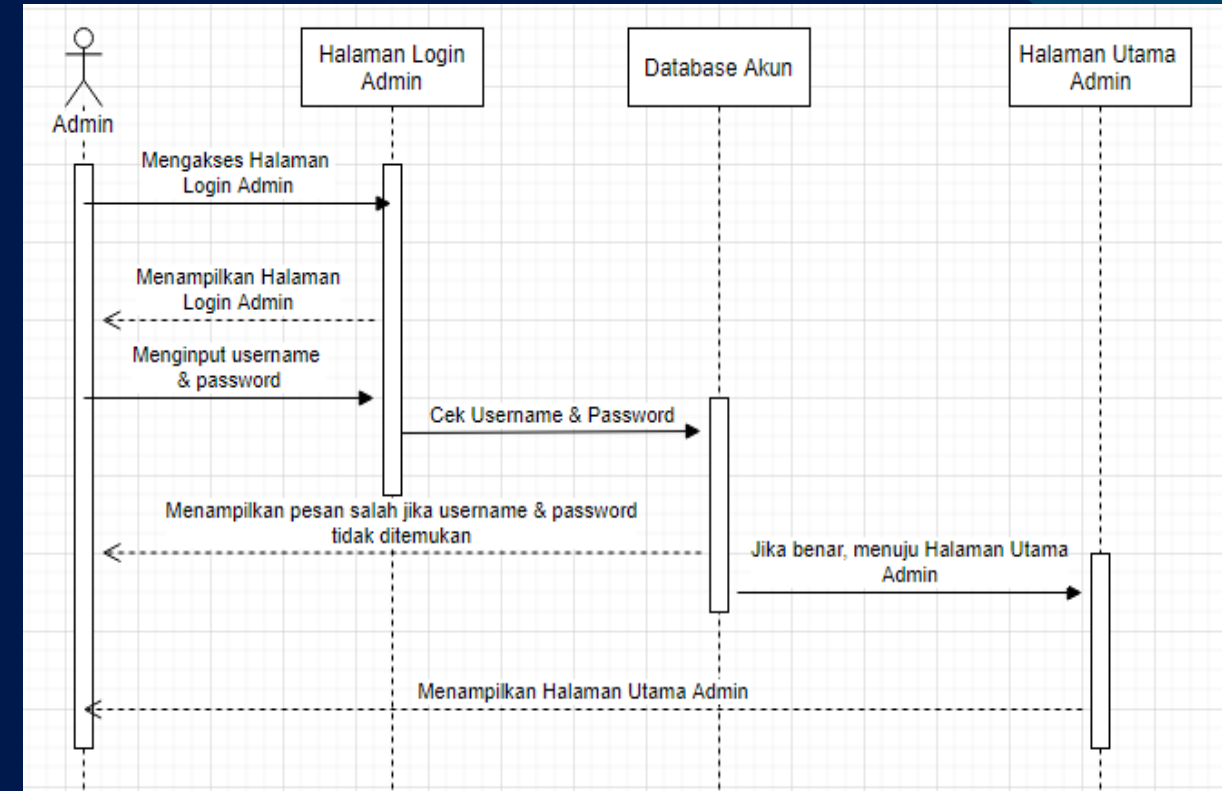 Halaman Login
Admin
Database Akun
Halaman Utama
Admin
Admin
Mengakses Halaman
Login Admin
Menampilkan Halaman
Login Admin
Menginput username
& password
Cek Username & Password
Menampilkan pesan salah jika username & password
tidak ditemukan
Jika benar, menuju Halaman Utama
Admin
Menampilkan Halaman Utama Admin